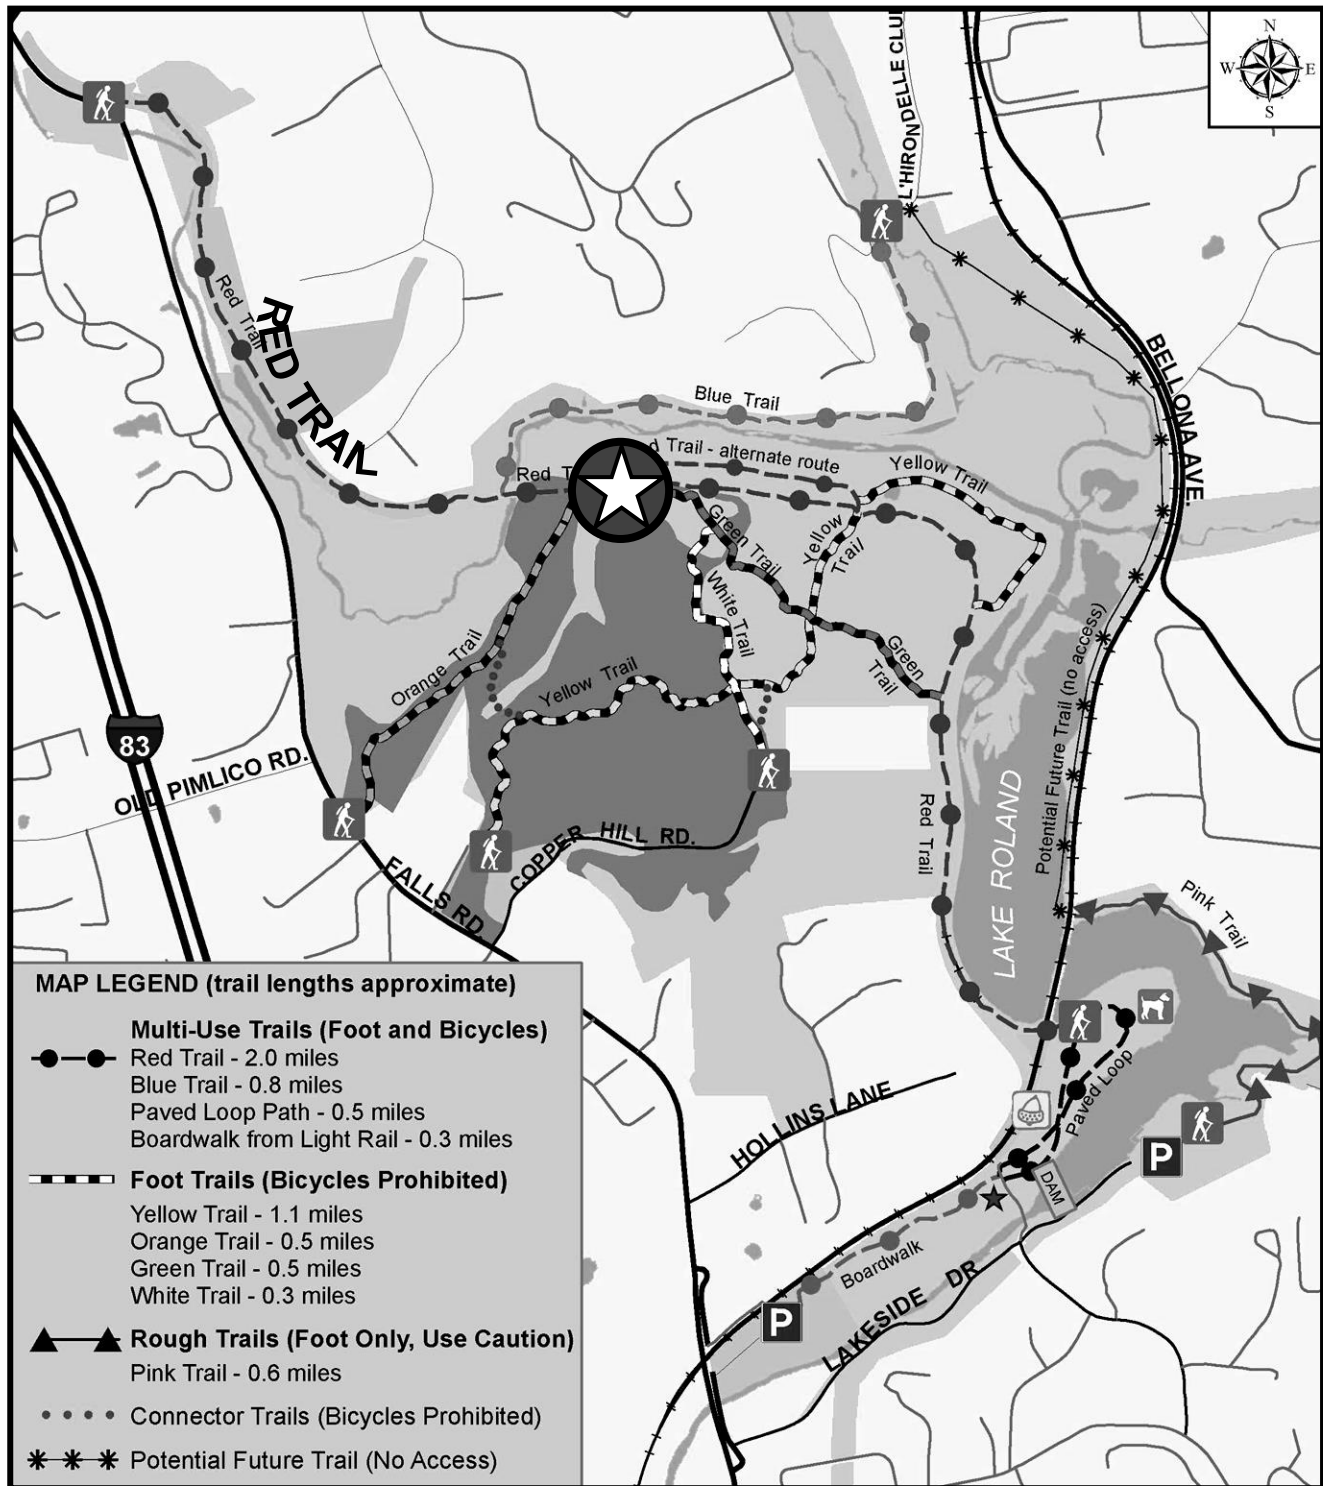 N
W E
S
L'HIRONDELLE CLU
Red Trail
RED TRAIL
BELLONA AVE.
Blue Trail
d Trail - alternate route
Yellow Trail
Red T
Green Trail
Yellow
Trail
White Trail
Potential Future Trail (no access)
Orange Trail
Yellow Trail
Green
Trail
83
OLD PIMLICO RD.
LAKE ROLAND
Red Trail
COPPER HILL RD.
FALLS RD.
Pink Trail
MAP LEGEND (trail lengths approximate)
Multi-Use Trails (Foot and Bicycles)
Red Trail - 2.0 miles
Blue Trail - 0.8 miles
Paved Loop Path - 0.5 miles
Boardwalk from Light Rail - 0.3 miles
Foot Trails (Bicycles Prohibited)
Yellow Trail - 1.1 miles
Orange Trail - 0.5 miles
Green Trail - 0.5 miles
White Trail - 0.3 miles
Rough Trails (Foot Only, Use Caution)
Pink Trail - 0.6 miles
Connector Trails (Bicycles Prohibited)
Potential Future Trail (No Access)
Paved Loop
HOLLINS LANE
P
DAM
Boardwalk
LAKESIDE DR
P